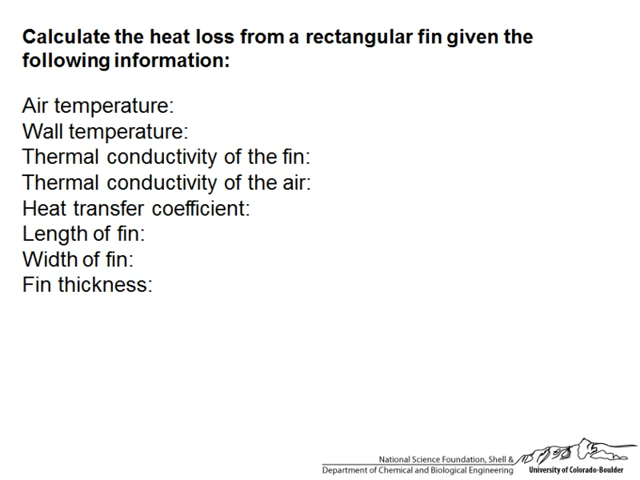 Calculate the heat loss from a rectangular fin given the
following information:
Air temperature:
Wall temperature:
Thermal conductivity of the fin:
Thermal conductivity of the air:
Heat transfer coefficient:
Length of fin:
Width of fin:
Fin thickness:
National Science Foundation, Shell &
Department of Chemical and Biological Engineering
University of Colorado-Boulder